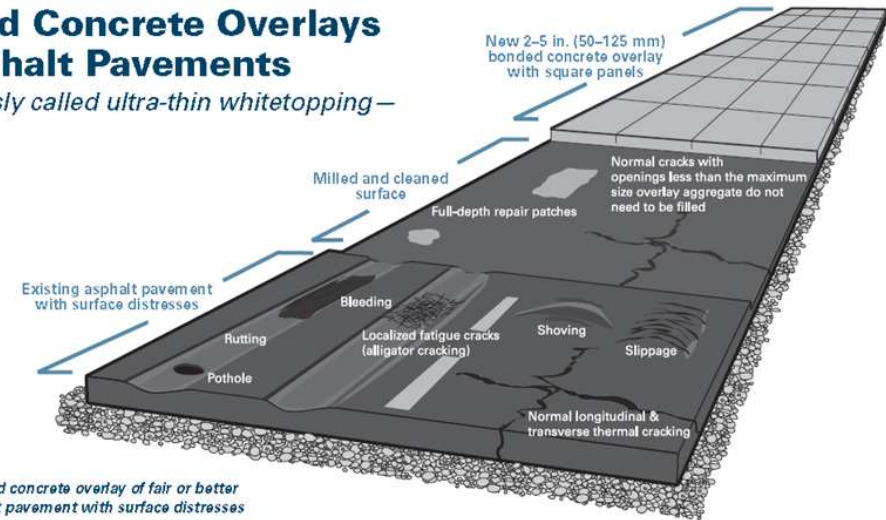 d Concrete Overlays
halt Pavements
sly called ultra-thin whitetopping—
New 2–5 in. (50–125 mm)
bonded concrete overlay
with square panels
Normal cracks with
openings less than the maximum
size overlay aggregate do not
need to be filled
Milled and cleaned
surface
Full-depth repair patches
Existing asphalt pavement
with surface distresses
Bleeding
Rutting
Localized fatigue cracks
(alligator cracking)
Shoving
Slippage
Pothole
Normal longitudinal &
transverse thermal cracking
d concrete overlay of fair or better
t pavement with surface distresses